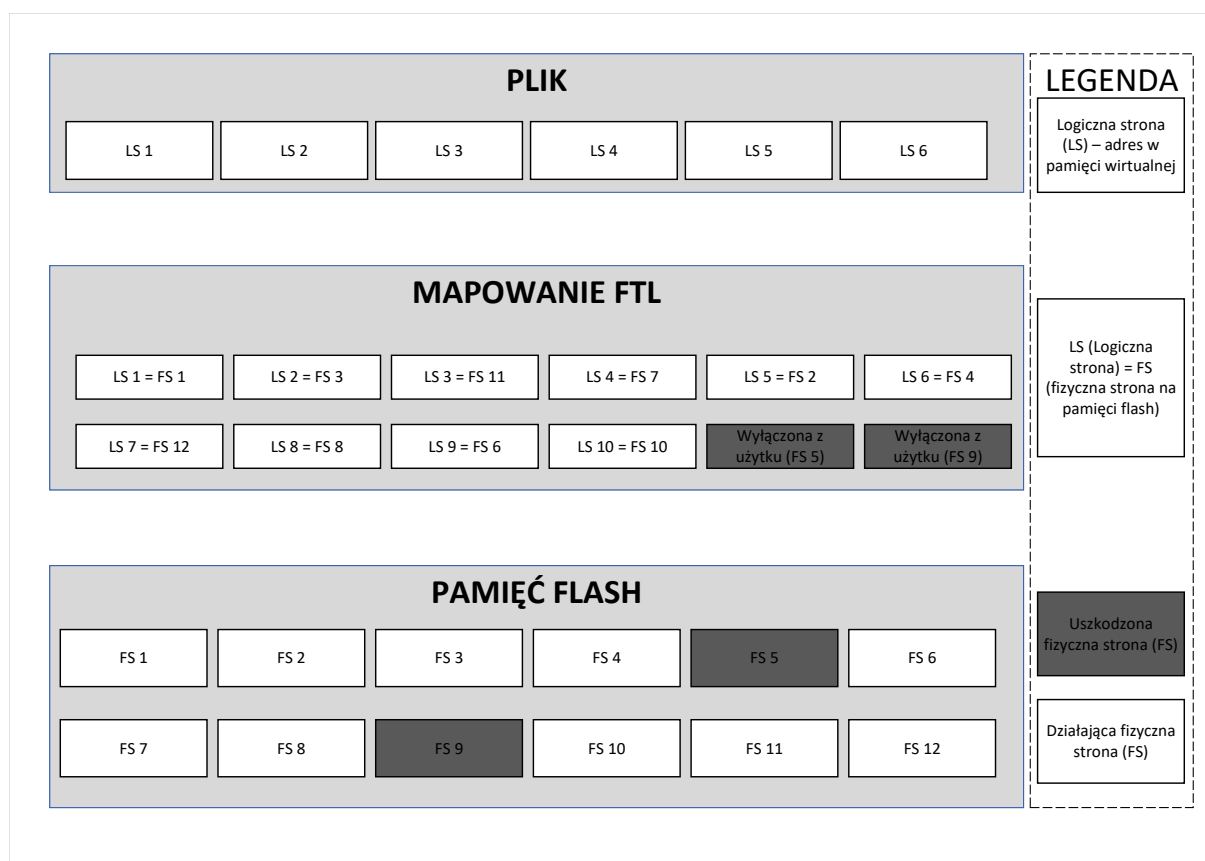 PLIK
LS 1
LS 2
LS 3
LS 4
LS 5
LS 6
MAPOWANIE FTL
LS 1 = FS 1
LS 2 = FS 3
LS 3 = FS 11
LS 4 = FS 7
LS 5 = FS 2
LS 6 = FS 4
LS 7 = FS 12
LS 8 = FS 8
LS 9 = FS 6
LS 10 = FS 10
Wyłączona z
użytku (FS 5)
Wyłączona z
użytku (FS 9)
PAMIĘĆ FLASH
FS 1
FS 2
FS 3
FS 4
FS 5
FS 6
FS 7
FS 8
FS 9
FS 10
FS 11
FS 12
LEGENDA
Logiczna strona
(LS) – adres w
pamięci wirtualnej
LS (Logiczna
strona) = FS
(fizyczna strona na
pamięci flash)
Uszkodzona
fizyczna strona (FS)
Działająca fizyczna
strona (FS)